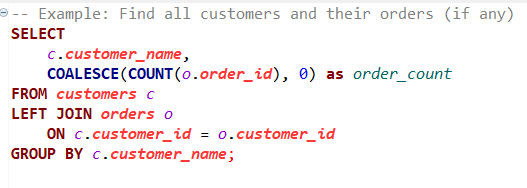 -- Example: Find all customers and their orders (if any)
SELECT
    c.customer_name,
    COALESCE(COUNT(o.order_id), 0) as order_count
FROM customers c
LEFT JOIN orders o
    ON c.customer_id = o.customer_id
GROUP BY c.customer_name;